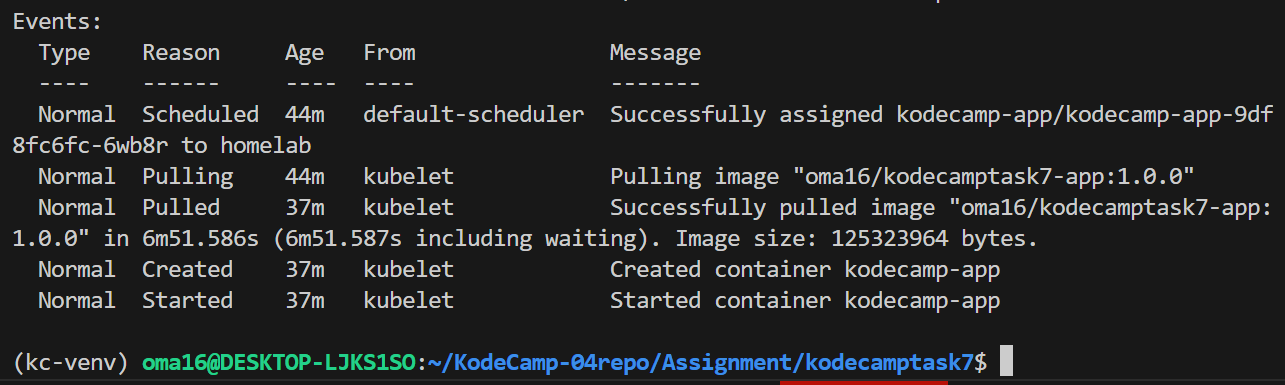 Events:
  Type    Reason     Age   From               Message
  ----    ------     ----  ----               -------
  Normal  Scheduled  44m   default-scheduler  Successfully assigned kodecamp-app/kodecamp-app-9df
8fc6fc-6wb8r to homelab
  Normal  Pulling    44m   kubelet            Pulling image "oma16/kodecamptask7-app:1.0.0"
  Normal  Pulled     37m   kubelet            Successfully pulled image "oma16/kodecamptask7-app:
1.0.0" in 6m51.586s (6m51.587s including waiting). Image size: 125323964 bytes.
  Normal  Created    37m   kubelet            Created container kodecamp-app
  Normal  Started    37m   kubelet            Started container kodecamp-app
(kc-venv) oma16@DESKTOP-LJKS1SO:~/KodeCamp-04repo/Assignment/kodecamptask7$